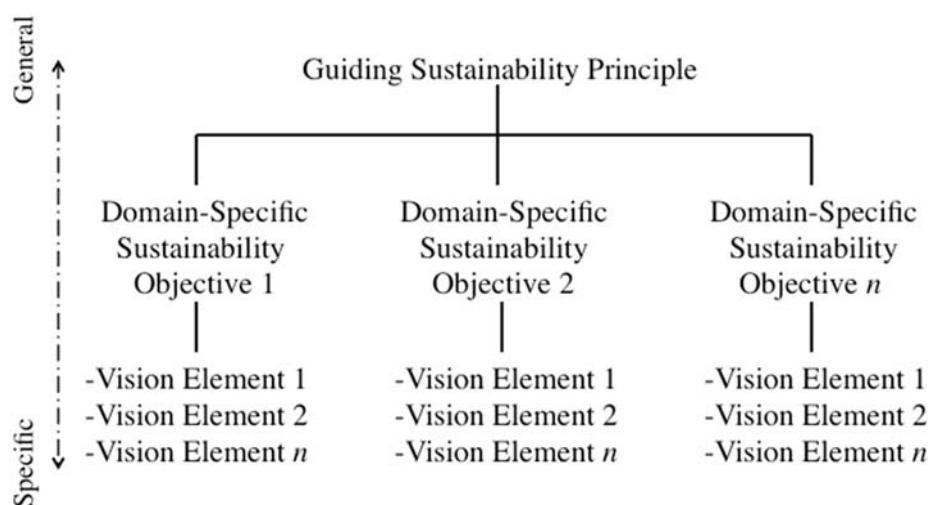 General
Guiding Sustainability Principle
Domain-Specific
Sustainability
Objective 1
Domain-Specific
Sustainability
Objective 2
Domain-Specific
Sustainability
Objective n
-Vision Element 1
-Vision Element 2
-Vision Element n
-Vision Element 1
-Vision Element 2
-Vision Element n
-Vision Element 1
-Vision Element 2
-Vision Element n
Specific